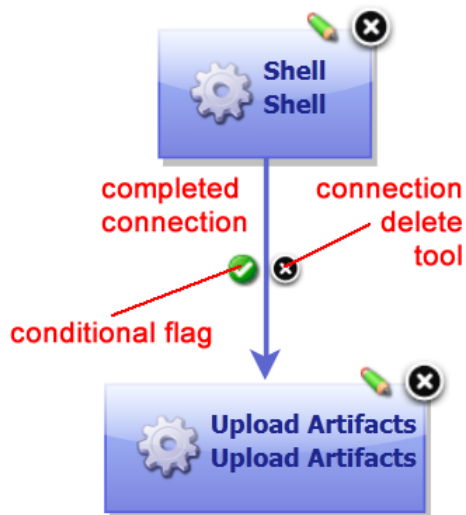 Shell
Shell
completed
connection
connection
delete
tool
conditional flag
Upload Artifacts
Upload Artifacts